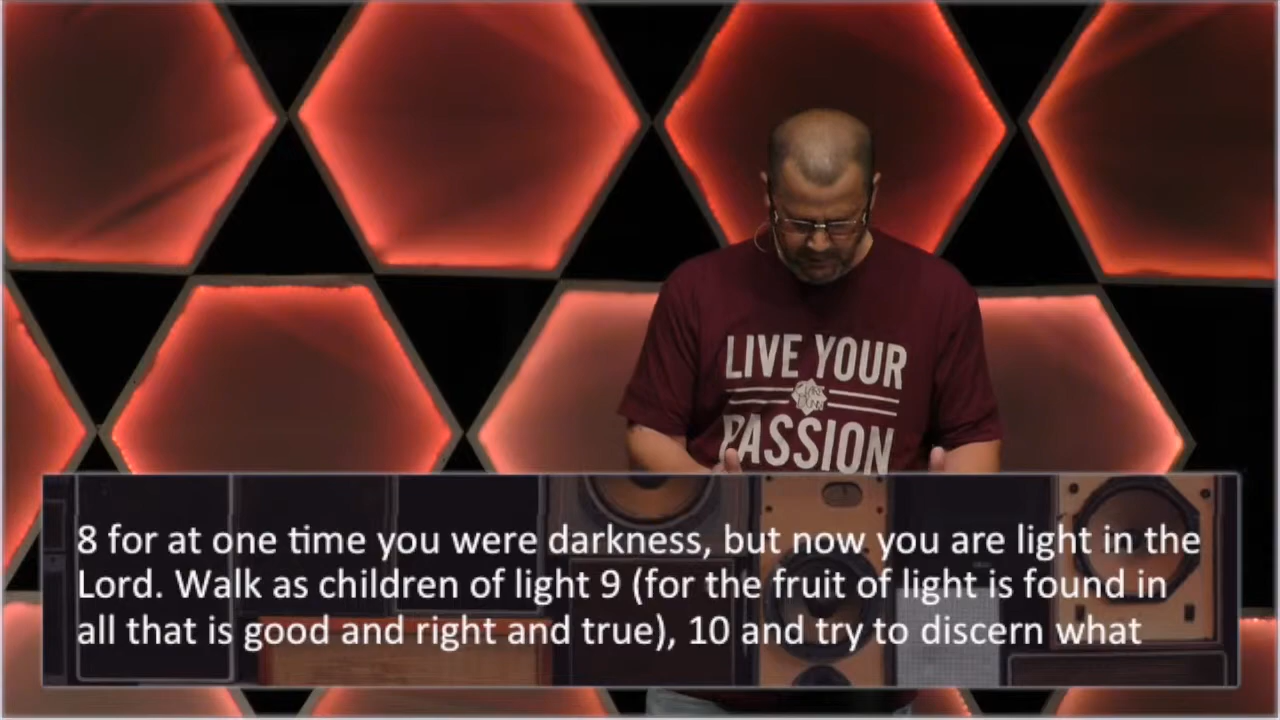 LIVE YOUR
PASSION
8 for at one time you were darkness, but now you are light in the
Lord. Walk as children of light 9 (for the fruit of light is found in
all that is good and right and true), 10 and try to discern what